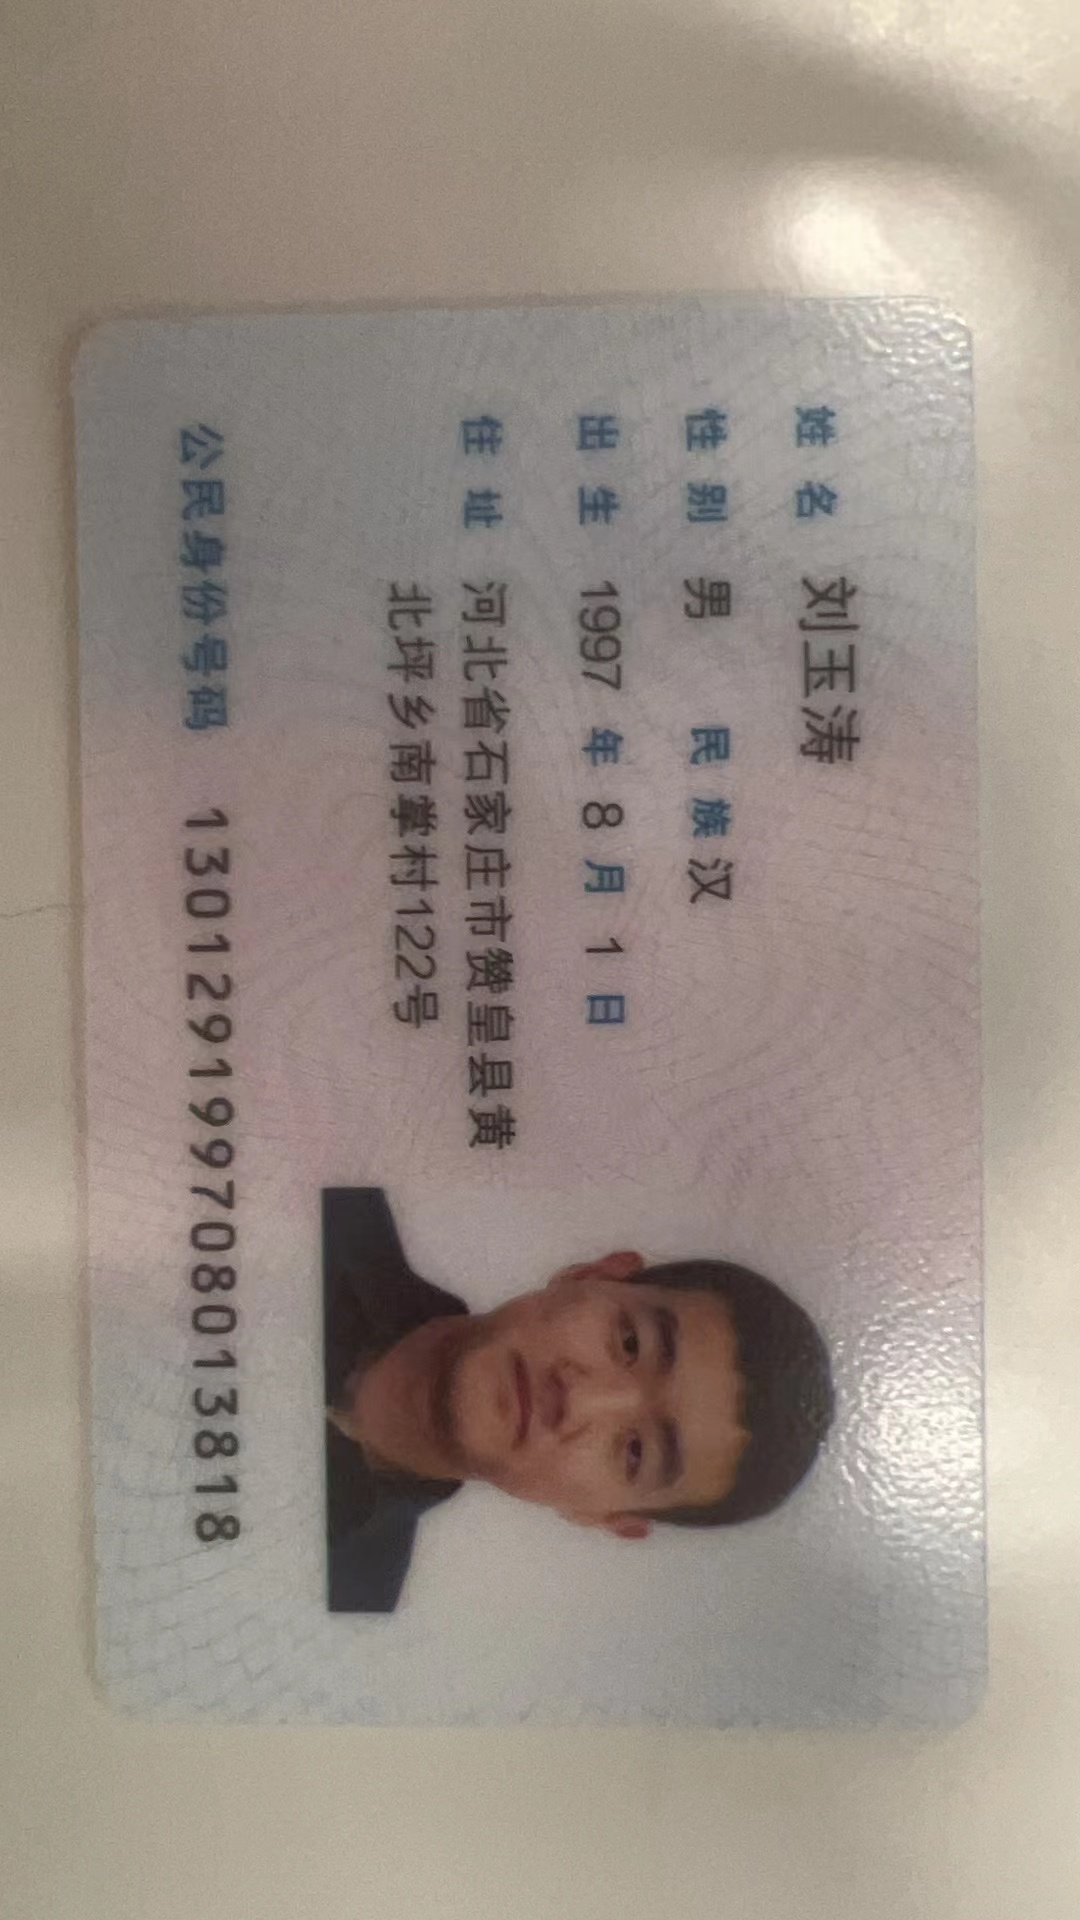 姓名 刘玉涛
性别 男 民族 汉
出生 1997 年 8 月 1 日
住址 河北省石家庄市赞皇县黄
北坪乡南掌村122号
公民身份号码 130129199708013818